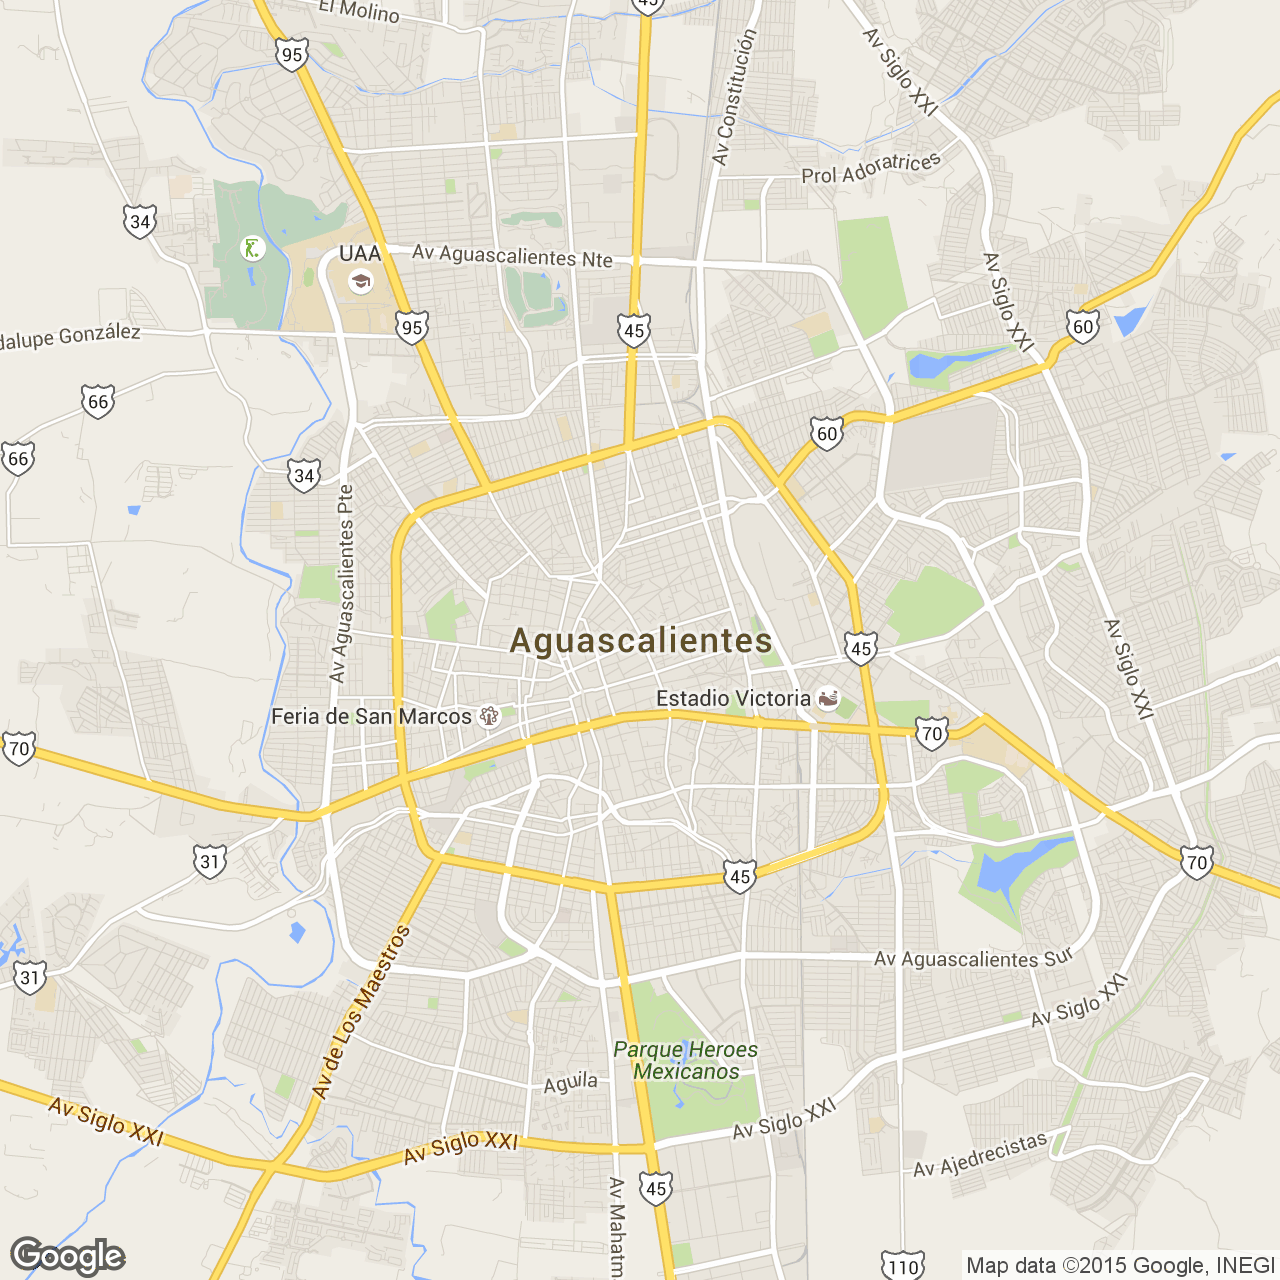 El Molino
45
95
Av Constitución
Av Siglo XXI
Prol Adoratrices
34
UAA
Av Aguascalientes Nte
Av Siglo XXI
dalupe González
95
45
60
66
60
66
34
Av Aguascalientes Pte
Aguascalientes
45
Av Siglo XXI
Estadio Victoria
Feria de San Marcos
70
70
31
45
70
31
Av de Los Maestros
Av Aguascalientes Sur
Av Siglo XXI
Parque Heroes
Mexicanos
Aguila
Av Siglo XXI
Av Siglo XXI
Av Siglo XXI
Av Ajedrecistas
45
Av Mahatm
110
Google
Map data ©2015 Google, INEGI